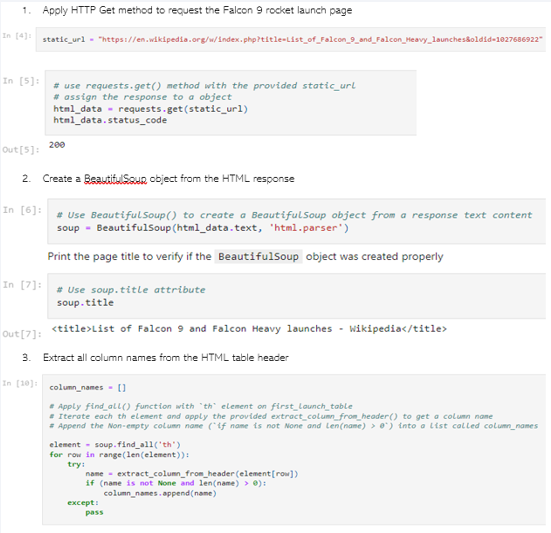 1. Apply HTTP Get method to request the Falcon 9 rocket launch page
In [4]: static_url = "https://en.wikipedia.org/w/index.php?title=List_of_Falcon_9_and_Falcon_Heavy_launches&oldid=1027686922"
In [5]: # use requests.get() method with the provided static_url
# assign the response to a object
html_data = requests.get(static_url)
html_data.status_code
Out[5]: 200
2. Create a BeautifulSoup object from the HTML response
In [6]: # Use BeautifulSoup() to create a BeautifulSoup object from a response text content
soup = BeautifulSoup(html_data.text, 'html.parser')
Print the page title to verify if the BeautifulSoup object was created properly
In [7]: # Use soup.title attribute
soup.title
Out[7]: <title>List of Falcon 9 and Falcon Heavy launches - Wikipedia</title>
3. Extract all column names from the HTML table header
In [10]: column_names = []
# Apply find_all() function with `th` element on first_launch_table
# Iterate each th element and apply the provided extract_column_from_header() to get a column name
# Append the Non-empty column name (`if name is not None and len(name) > 0`) into a list called column_names
element = soup.find_all('th')
for row in range(len(element)):
try:
name = extract_column_from_header(element[row])
if (name is not None and len(name) > 0):
column_names.append(name)
except:
pass